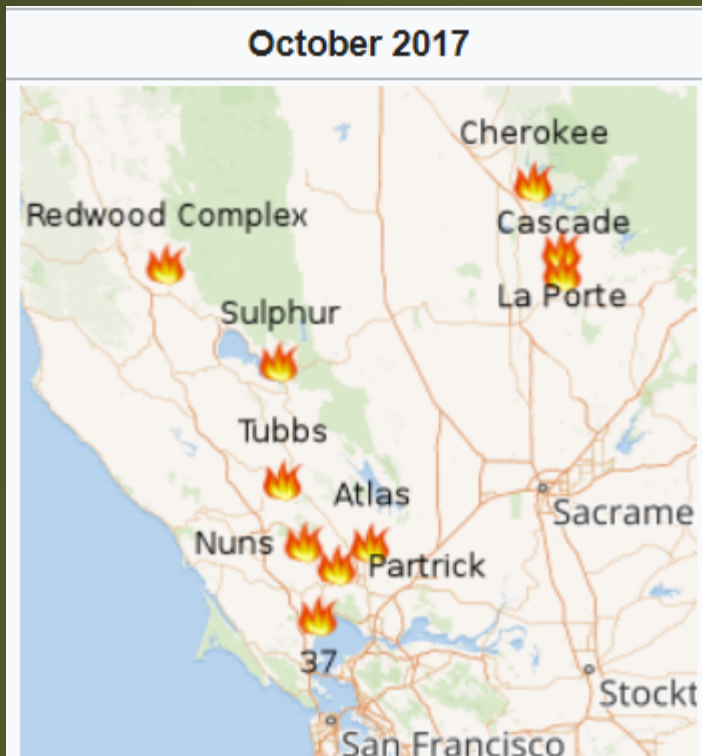 October 2017
Cherokee
Redwood Complex
Cascade
La Porte
Sulphur
Tubbs
Atlas
Sacrame
Nuns
Partrick
37
Stockt
San Francisco